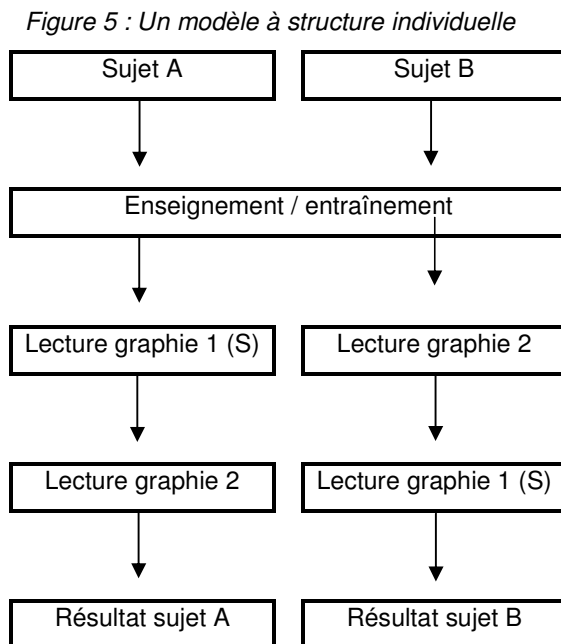 Figure 5 : Un modèle à structure individuelle
Sujet A
Sujet B
Enseignement / entraînement
Lecture graphie 1 (S)
Lecture graphie 2
Lecture graphie 2
Lecture graphie 1 (S)
Résultat sujet A
Résultat sujet B